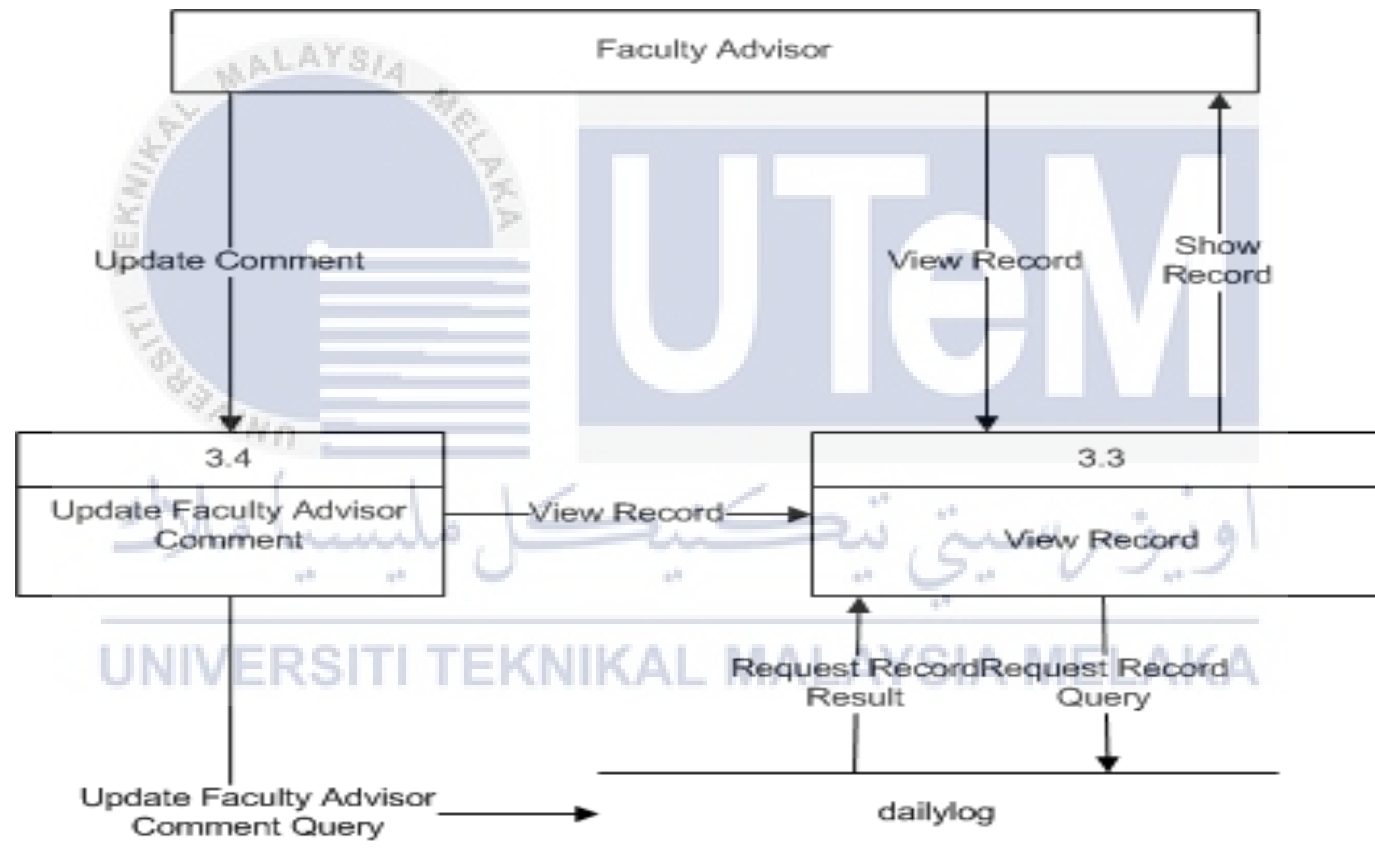 Faculty Advisor
UNIVERSITI TEKNIKAL MALAYSIA MELAKA
UTeM
Update Comment
View Record
Show
Record
3.4
3.3
Update Faculty Advisor
Comment
View Record
View Record
اونيۏرسيتي تيكنيكل مليسيا ملاك
UNIVERSITI TEKNIKAL MALAYSIA MELAKA
Request Record
Result
Request Record
Query
Update Faculty Advisor
Comment Query
dailylog